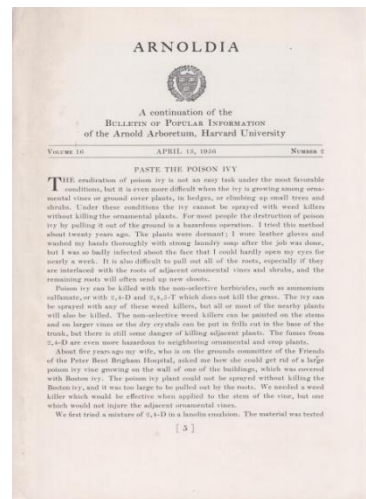 ARNOLDIA
A continuation of the
BULLETIN OF POPULAR INFORMATION
of the Arnold Arboretum, Harvard University
VOLUME 16 APRIL 13, 1956 NUMBER 2
PASTE THE POISON IVY
THE eradication of poison ivy is not an easy task under the most favorable
conditions, but it is even more difficult when the ivy is growing among orna-
mental vines or ground cover plants, in hedges, or climbing up small trees and
shrubs. Under these conditions the ivy cannot be sprayed with weed killers
without killing the ornamental plants. For most people the destruction of poison
ivy by pulling it out of the ground is a hazardous operation. I tried this method
about twenty years ago. The plants were dormant; I wore leather gloves and
washed my hands thoroughly with strong laundry soap after the job was done,
but I was so badly infected about the face that I could hardly open my eyes for
nearly a week. It is also difficult to pull out all of the roots, especially if they
are interlaced with the roots of adjacent ornamental vines and shrubs, and the
remaining roots will often send up new shoots.
Poison ivy can be killed with the non-selective herbicides, such as ammonium
sulfamate, or with 2,4-D and 2,4,5-T which does not kill the grass. The ivy can
be sprayed with any of these weed killers, but all or most of the nearby plants
will also be killed. The non-selective weed killers can be painted on the stems
and on larger vines or the dry crystals can be put in frills cut in the base of the
trunk, but there is still some danger of killing adjacent plants. The fumes from
2,4-D are even more hazardous to neighboring ornamental and crop plants.
About five years ago my wife, who is on the grounds committee of the Friends
of the Peter Bent Brigham Hospital, asked me how she could get rid of a large
poison ivy vine growing on the wall of one of the buildings, which was covered
with Boston ivy. The poison ivy plant could not be sprayed without killing the
Boston ivy, and it was too large to be pulled out by the roots. We needed a weed
killer which would be effective when applied to the stem of the vine, but one
which would not injure the adjacent ornamental vines.
We first tried a mixture of 2,4-D in a lanolin emulsion. The material was tested
[ 5 ]